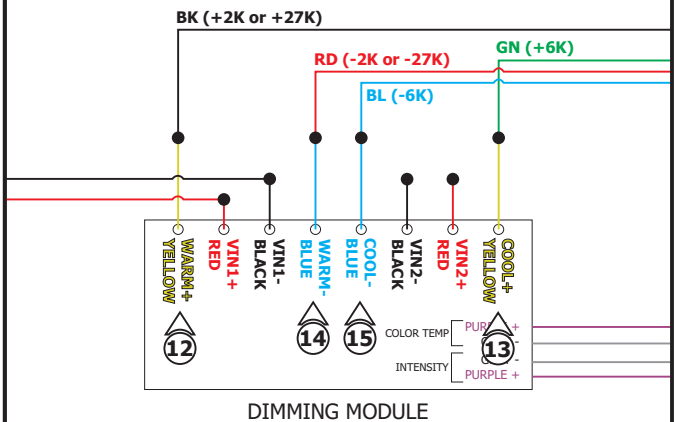 BK (+2K or +27K)
GN (+6K)
RD (-2K or -27K)
BL (-6K)
WARM+
YELLOW
VIN1+
RED
VIN1-
BLACK
WARM-
BLUE
COOL-
BLUE
VIN2-
BLACK
VIN2+
RED
COOL+
YELLOW
12
14
15
13
COLOR TEMP
+
-
INTENSITY
-
PURPLE +
DIMMING MODULE